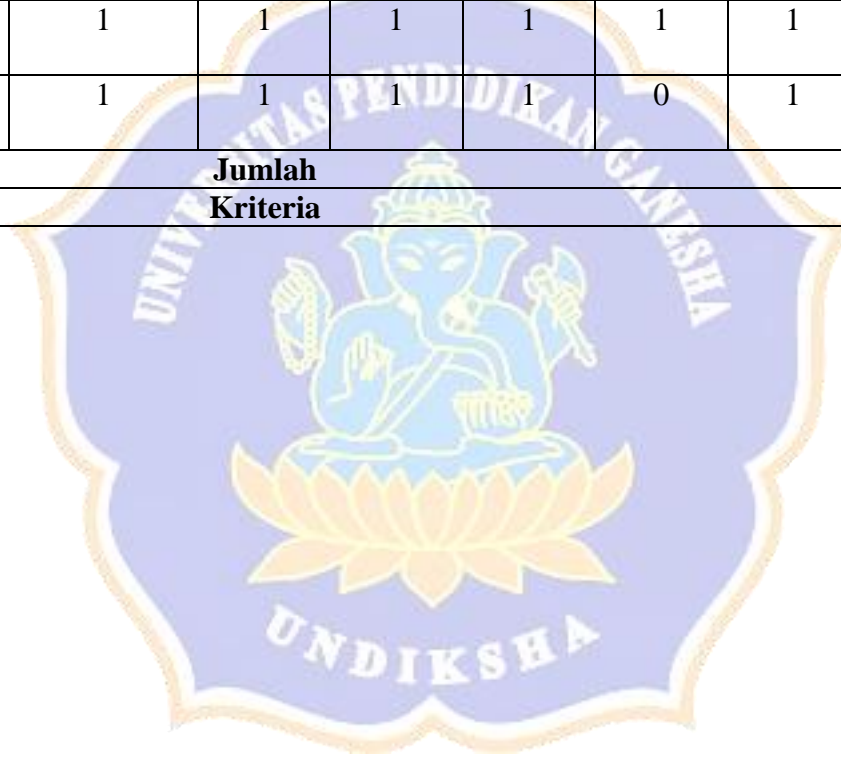 1 1 1 1 1 1
1 1 1 1 0 1
Jumlah
Kriteria
UNIVERSITAS PENDIDIKAN GANESHA
UNDIKSHA